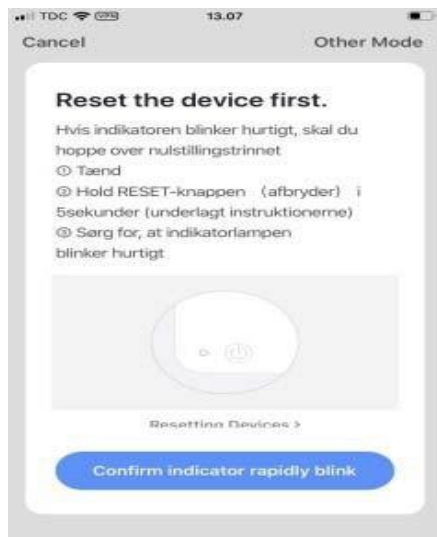 TDC VPN 13.07
Cancel Other Mode
Reset the device first.
Hvis indikatoren blinker hurtigt, skal du
hoppe over nulstillingstrinnet
① Tænd
② Hold RESET-knappen （afbryder） i
5sekunder (underlagt instruktionerne)
③ Sørg for, at indikatorlampen
blinker hurtigt
Resetting Devices >
Confirm indicator rapidly blink